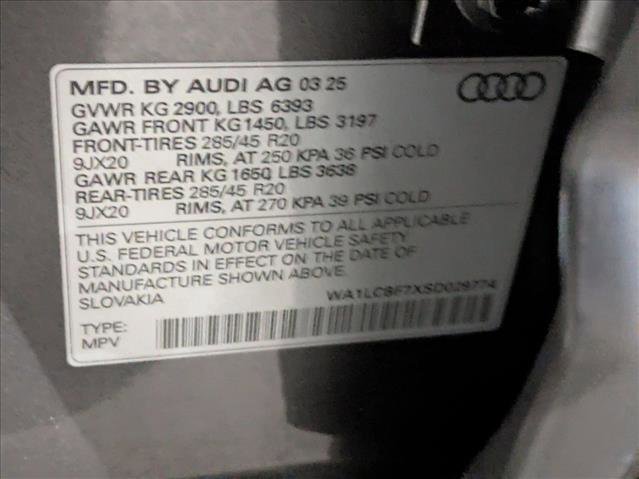 MFD. BY AUDI AG 03 25
GVWR KG 2900, LBS 6393
GAWR FRONT KG 1450, LBS 3197
FRONT-TIRES 285/45 R20
9JX20 RIMS, AT 250 KPA 36 PSI COLD
GAWR REAR KG 1650, LBS 3638
REAR-TIRES 285/45 R20
9JX20 RIMS, AT 270 KPA 39 PSI COLD
THIS VEHICLE CONFORMS TO ALL APPLICABLE
U.S. FEDERAL MOTOR VEHICLE SAFETY
STANDARDS IN EFFECT ON THE DATE OF
MANUFACTURE SHOWN ABOVE.
SLOVAKIA WA1LCBF7XSD029774
TYPE:
MPV